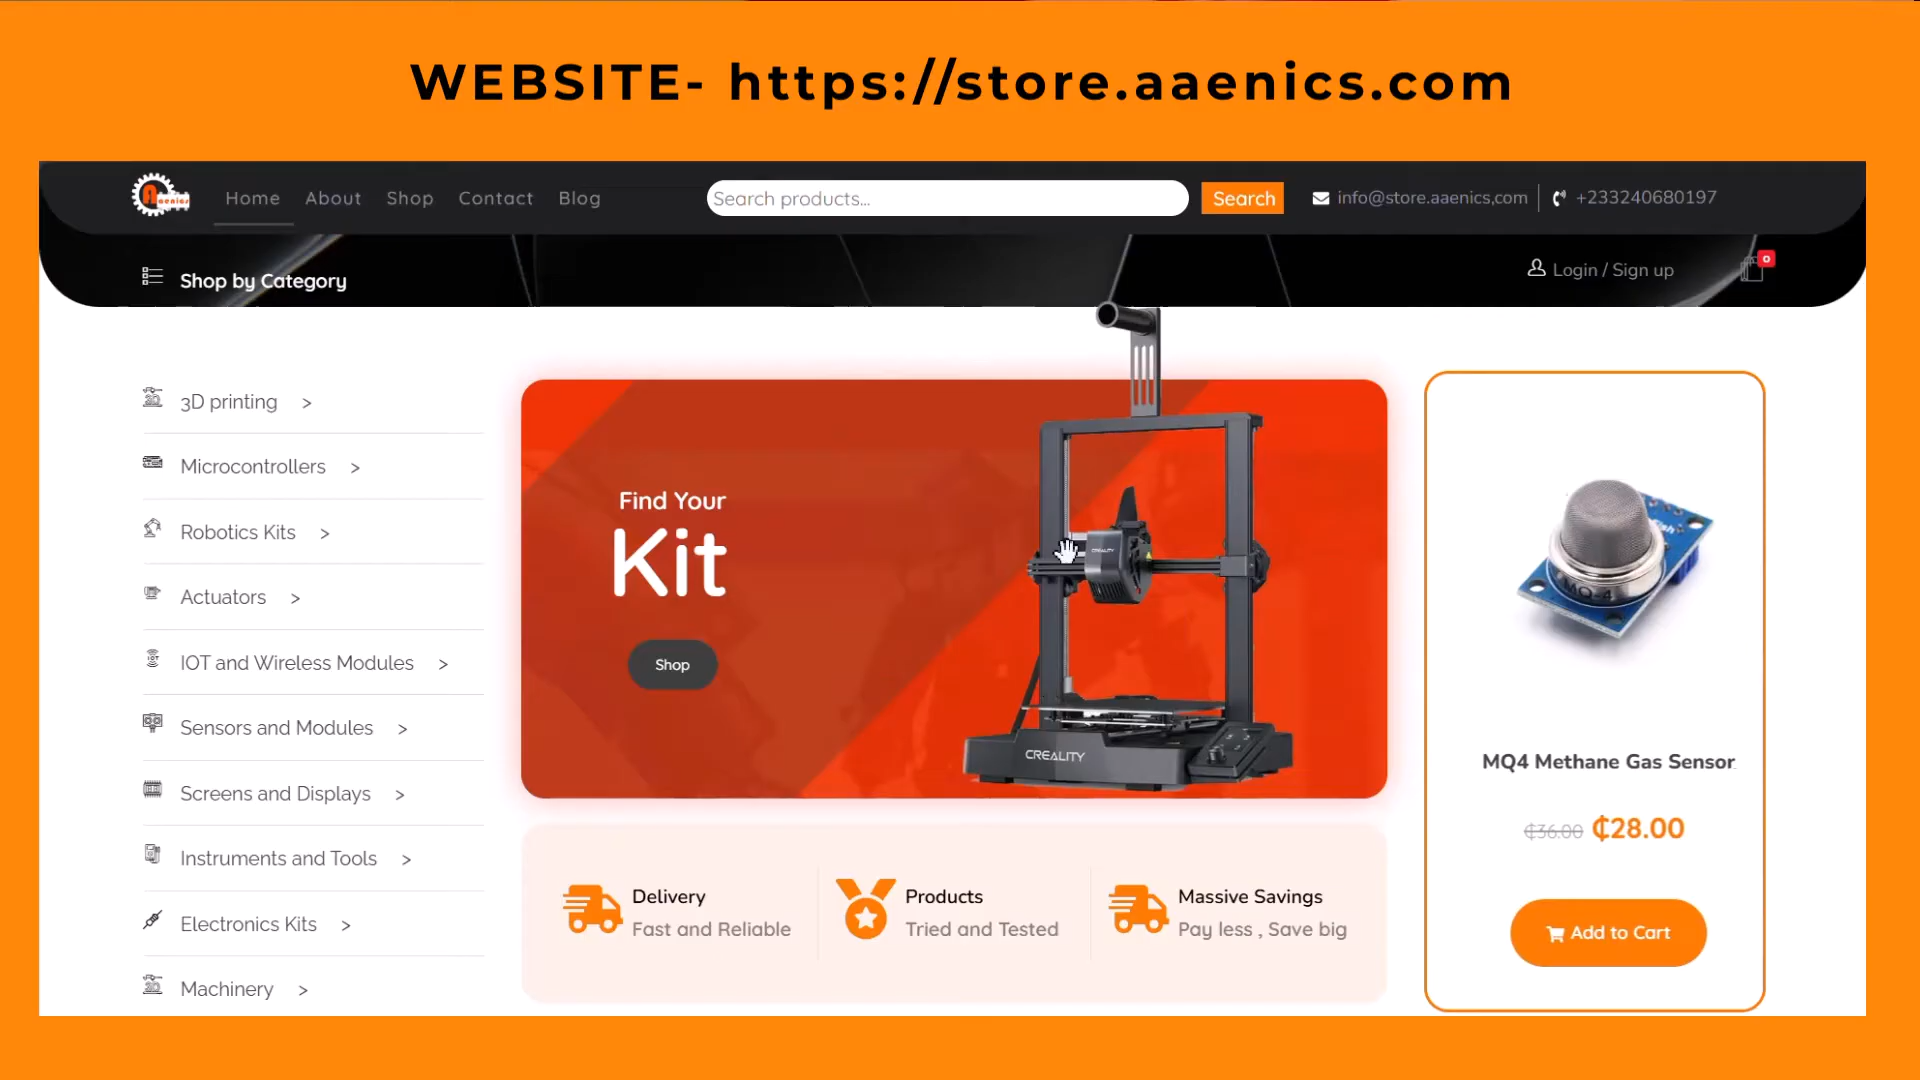 WEBSITE- https://store.aaenics.com
Aaenics
Home
About
Shop
Contact
Blog
Search products...
Search
info@store.aaenics,com
+233240680197
Shop by Category
Login / Sign up
0
3D printing >
Microcontrollers >
Robotics Kits >
Actuators >
IOT and Wireless Modules >
Sensors and Modules >
Screens and Displays >
Instruments and Tools >
Electronics Kits >
Machinery >
Find Your
Kit
Shop
CREALITY
CREALITY
Delivery
Fast and Reliable
Products
Tried and Tested
Massive Savings
Pay less , Save big
MQ-4
MQ4 Methane Gas Sensor
₵36.00 ₵28.00
Add to Cart